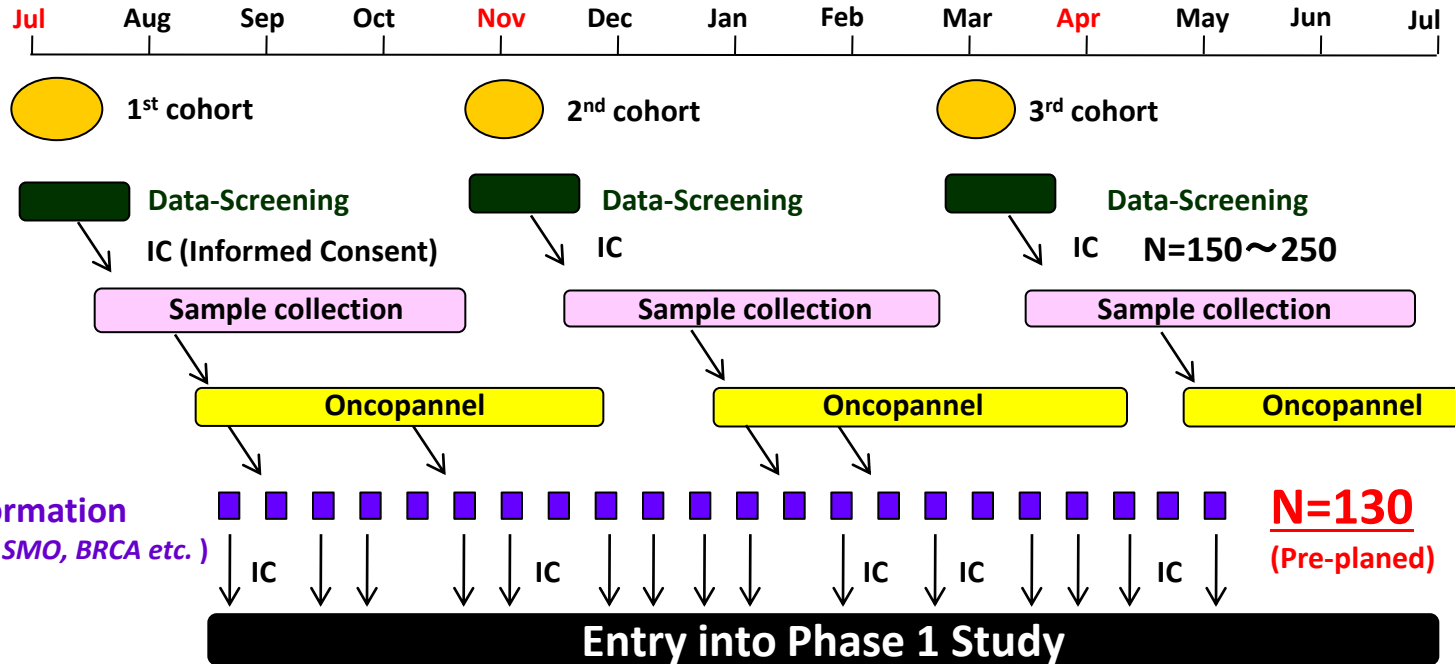 Jul Aug Sep Oct Nov Dec Jan Feb Mar Apr May Jun Jul
1st cohort 2nd cohort 3rd cohort
Data-Screening Data-Screening Data-Screening
IC (Informed Consent) IC IC N=150～250
Sample collection Sample collection Sample collection
Oncopannel Oncopannel Oncopannel
ormation N=130
SMO, BRCA etc. ) (Pre-planed)
IC IC IC IC IC
Entry into Phase 1 Study